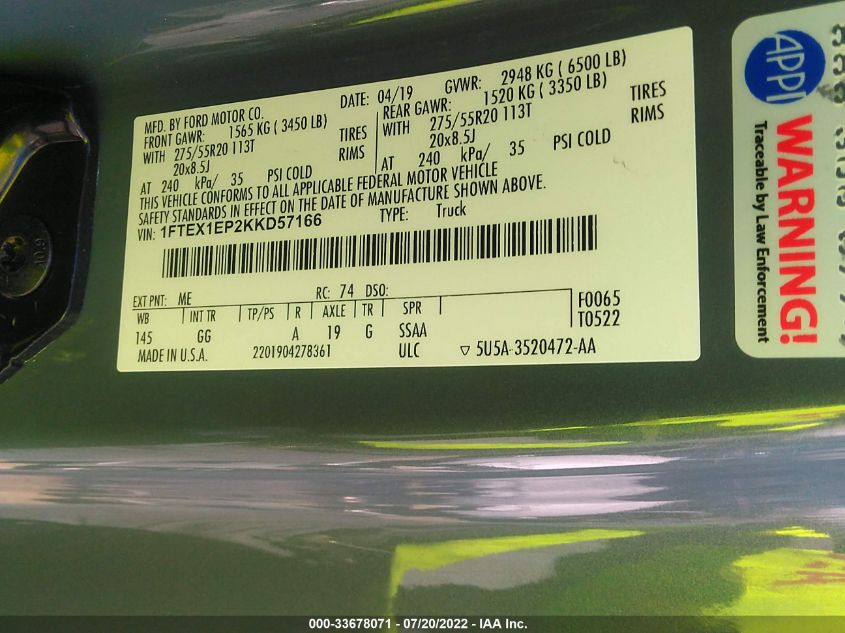 MFD. BY FORD MOTOR CO.
DATE: 04/19
GVWR: 2948 KG ( 6500 LB)
FRONT GAWR: 1565 KG ( 3450 LB)
REAR GAWR: 1520 KG ( 3350 LB)
WITH 275/55R20 113T TIRES
WITH 275/55R20 113T TIRES
20x8.5J RIMS
20x8.5J RIMS
AT 240 kPa/ 35 PSI COLD
AT 240 kPa/ 35 PSI COLD
THIS VEHICLE CONFORMS TO ALL APPLICABLE FEDERAL MOTOR VEHICLE
SAFETY STANDARDS IN EFFECT ON THE DATE OF MANUFACTURE SHOWN ABOVE.
VIN: 1FTEX1EP2KKD57166
TYPE: Truck
EXT PNT: ME RC: 74 DSO:
WB INT TR TP/PS R AXLE TR SPR
145 GG A 19 G SSAA
F0065
T0522
MADE IN U.S.A. 2201904278361 ULC ▽ 5U5A-3520472-AA
APPI
WARNING!
Traceable by Law Enforcement
000-33678071 - 07/20/2022 - IAA Inc.